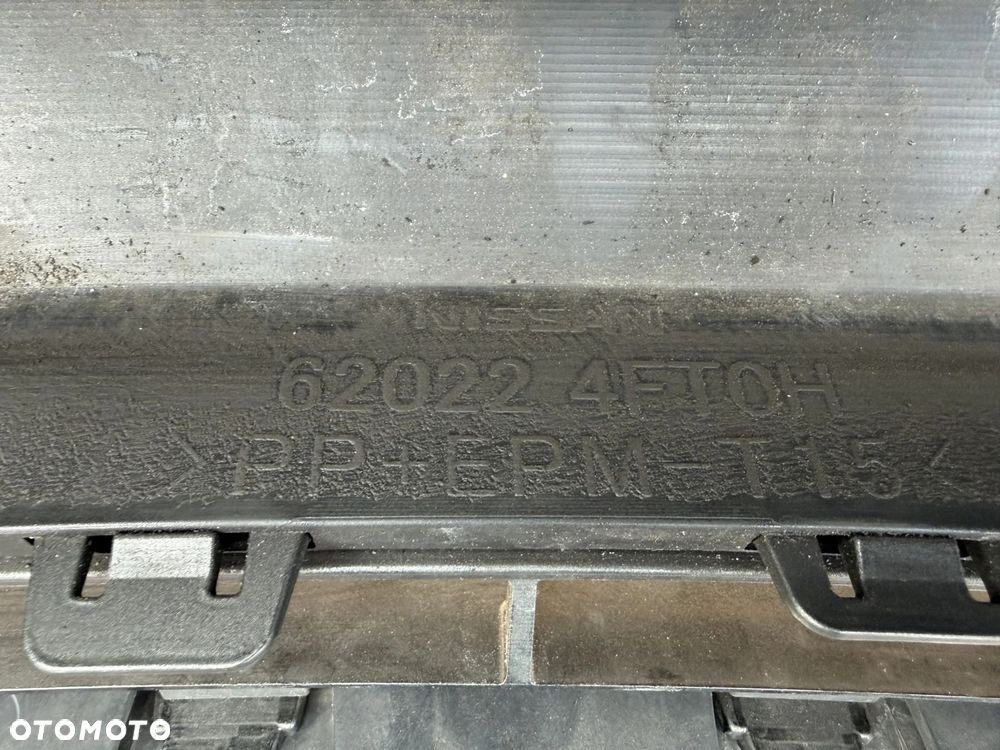 NISSAN
62022 4FT0H
>PP+EPM-T15<
OTOMOTO